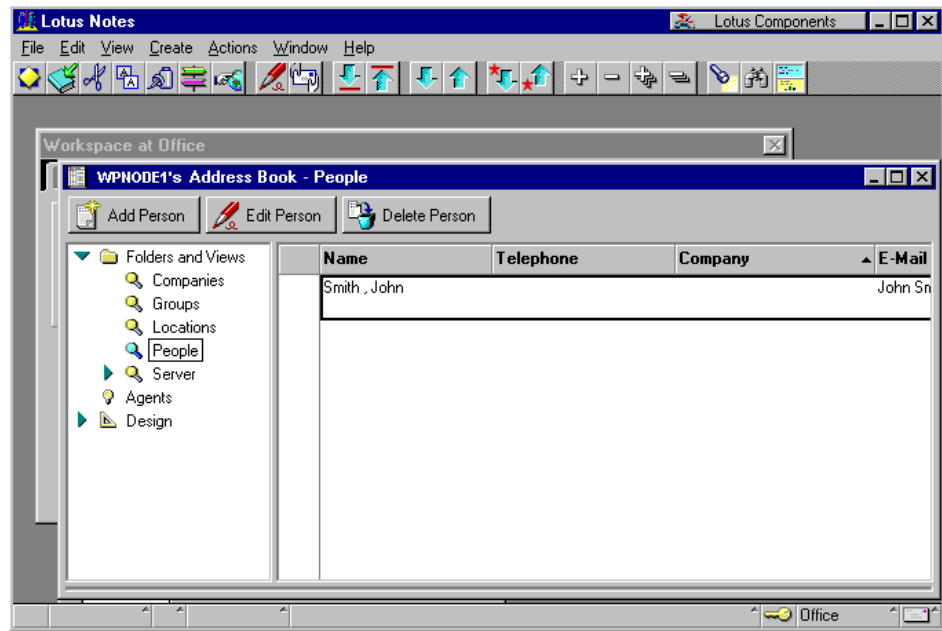 Lotus Notes Lotus Components
File Edit View Create Actions Window Help
Workspace at Office
WPNODE1's Address Book - People
Add Person Edit Person Delete Person
Folders and Views
Companies
Groups
Locations
People
Server
Agents
Design
Name Telephone Company E-Mail
Smith , John John Sn
Office